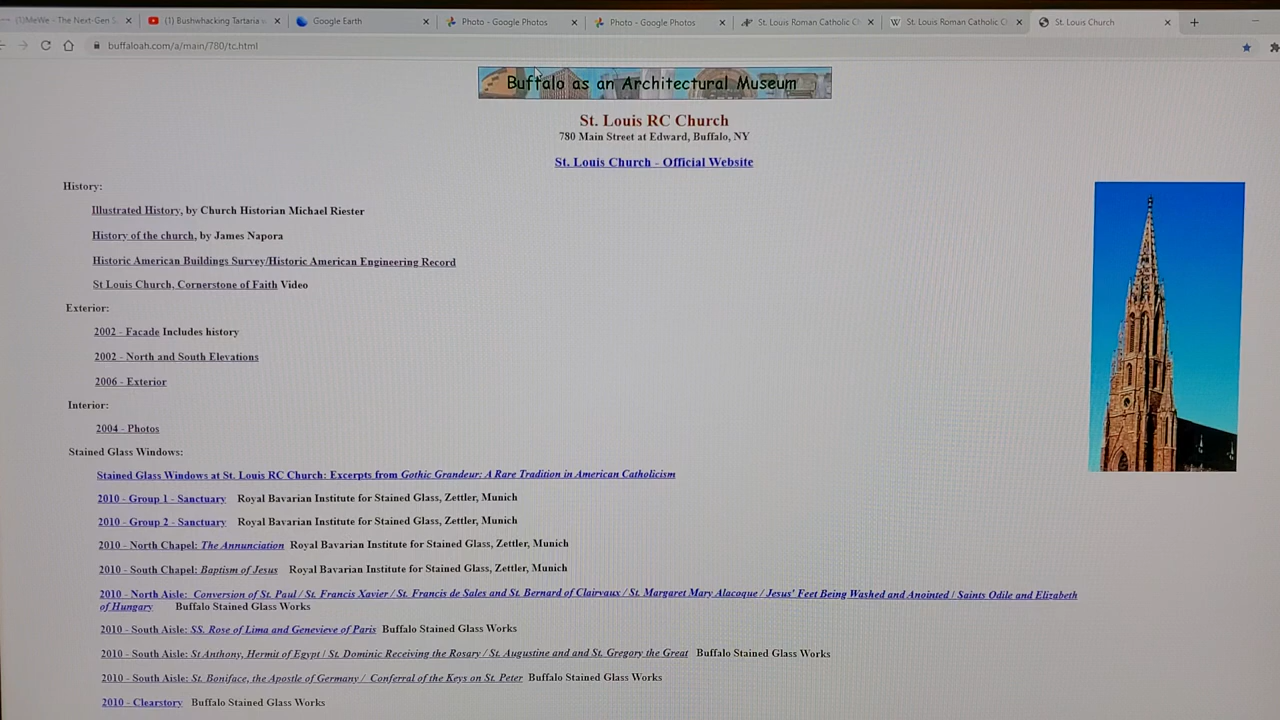 (1)MeWe - The Next-Gen S
(1) Bushwhacking Tartaria
Google Earth
Photo - Google Photos
Photo - Google Photos
St. Louis Roman Catholic C
St. Louis Roman Catholic C
St. Louis Church
buffaloah.com/a/main/780/tc.html
Buffalo as an Architectural Museum
St. Louis RC Church
780 Main Street at Edward, Buffalo, NY
St. Louis Church - Official Website
History:
Illustrated History, by Church Historian Michael Riester
History of the church, by James Napora
Historic American Buildings Survey/Historic American Engineering Record
St Louis Church, Cornerstone of Faith Video
Exterior:
2002 - Facade Includes history
2002 - North and South Elevations
2006 - Exterior
Interior:
2004 - Photos
Stained Glass Windows:
Stained Glass Windows at St. Louis RC Church: Excerpts from Gothic Grandeur: A Rare Tradition in American Catholicism
2010 - Group 1 - Sanctuary Royal Bavarian Institute for Stained Glass, Zettler, Munich
2010 - Group 2 - Sanctuary Royal Bavarian Institute for Stained Glass, Zettler, Munich
2010 - North Chapel: The Annunciation Royal Bavarian Institute for Stained Glass, Zettler, Munich
2010 - South Chapel: Baptism of Jesus Royal Bavarian Institute for Stained Glass, Zettler, Munich
2010 - North Aisle: Conversion of St. Paul / St. Francis Xavier / St. Francis de Sales and St. Bernard of Clairvaux / St. Margaret Mary Alacoque / Jesus' Feet Being Washed and Anointed | Saints Odile and Elizabeth
of Hungary Buffalo Stained Glass Works
2010 - South Aisle: SS. Rose of Lima and Genevieve of Paris Buffalo Stained Glass Works
2010 - South Aisle: St Anthony, Hermit of Egypt / St. Dominic Receiving the Rosary / St. Augustine and and St. Gregory the Great Buffalo Stained Glass Works
2010 - South Aisle: St. Boniface, the Apostle of Germany / Conferral of the Keys on St. Peter Buffalo Stained Glass Works
2010 - Clearstory Buffalo Stained Glass Works